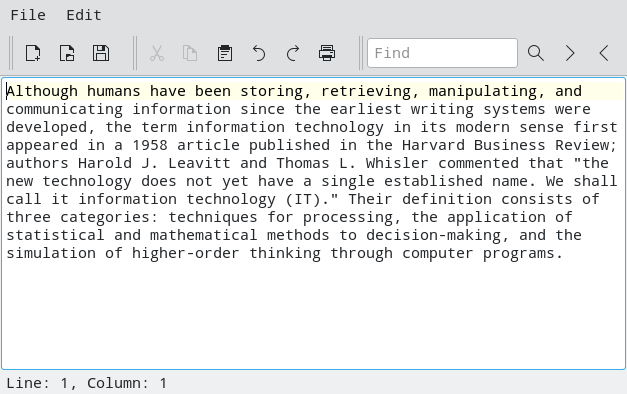 File Edit
Find
Although humans have been storing, retrieving, manipulating, and
communicating information since the earliest writing systems were
developed, the term information technology in its modern sense first
appeared in a 1958 article published in the Harvard Business Review;
authors Harold J. Leavitt and Thomas L. Whisler commented that "the
new technology does not yet have a single established name. We shall
call it information technology (IT)." Their definition consists of
three categories: techniques for processing, the application of
statistical and mathematical methods to decision-making, and the
simulation of higher-order thinking through computer programs.
Line: 1, Column: 1